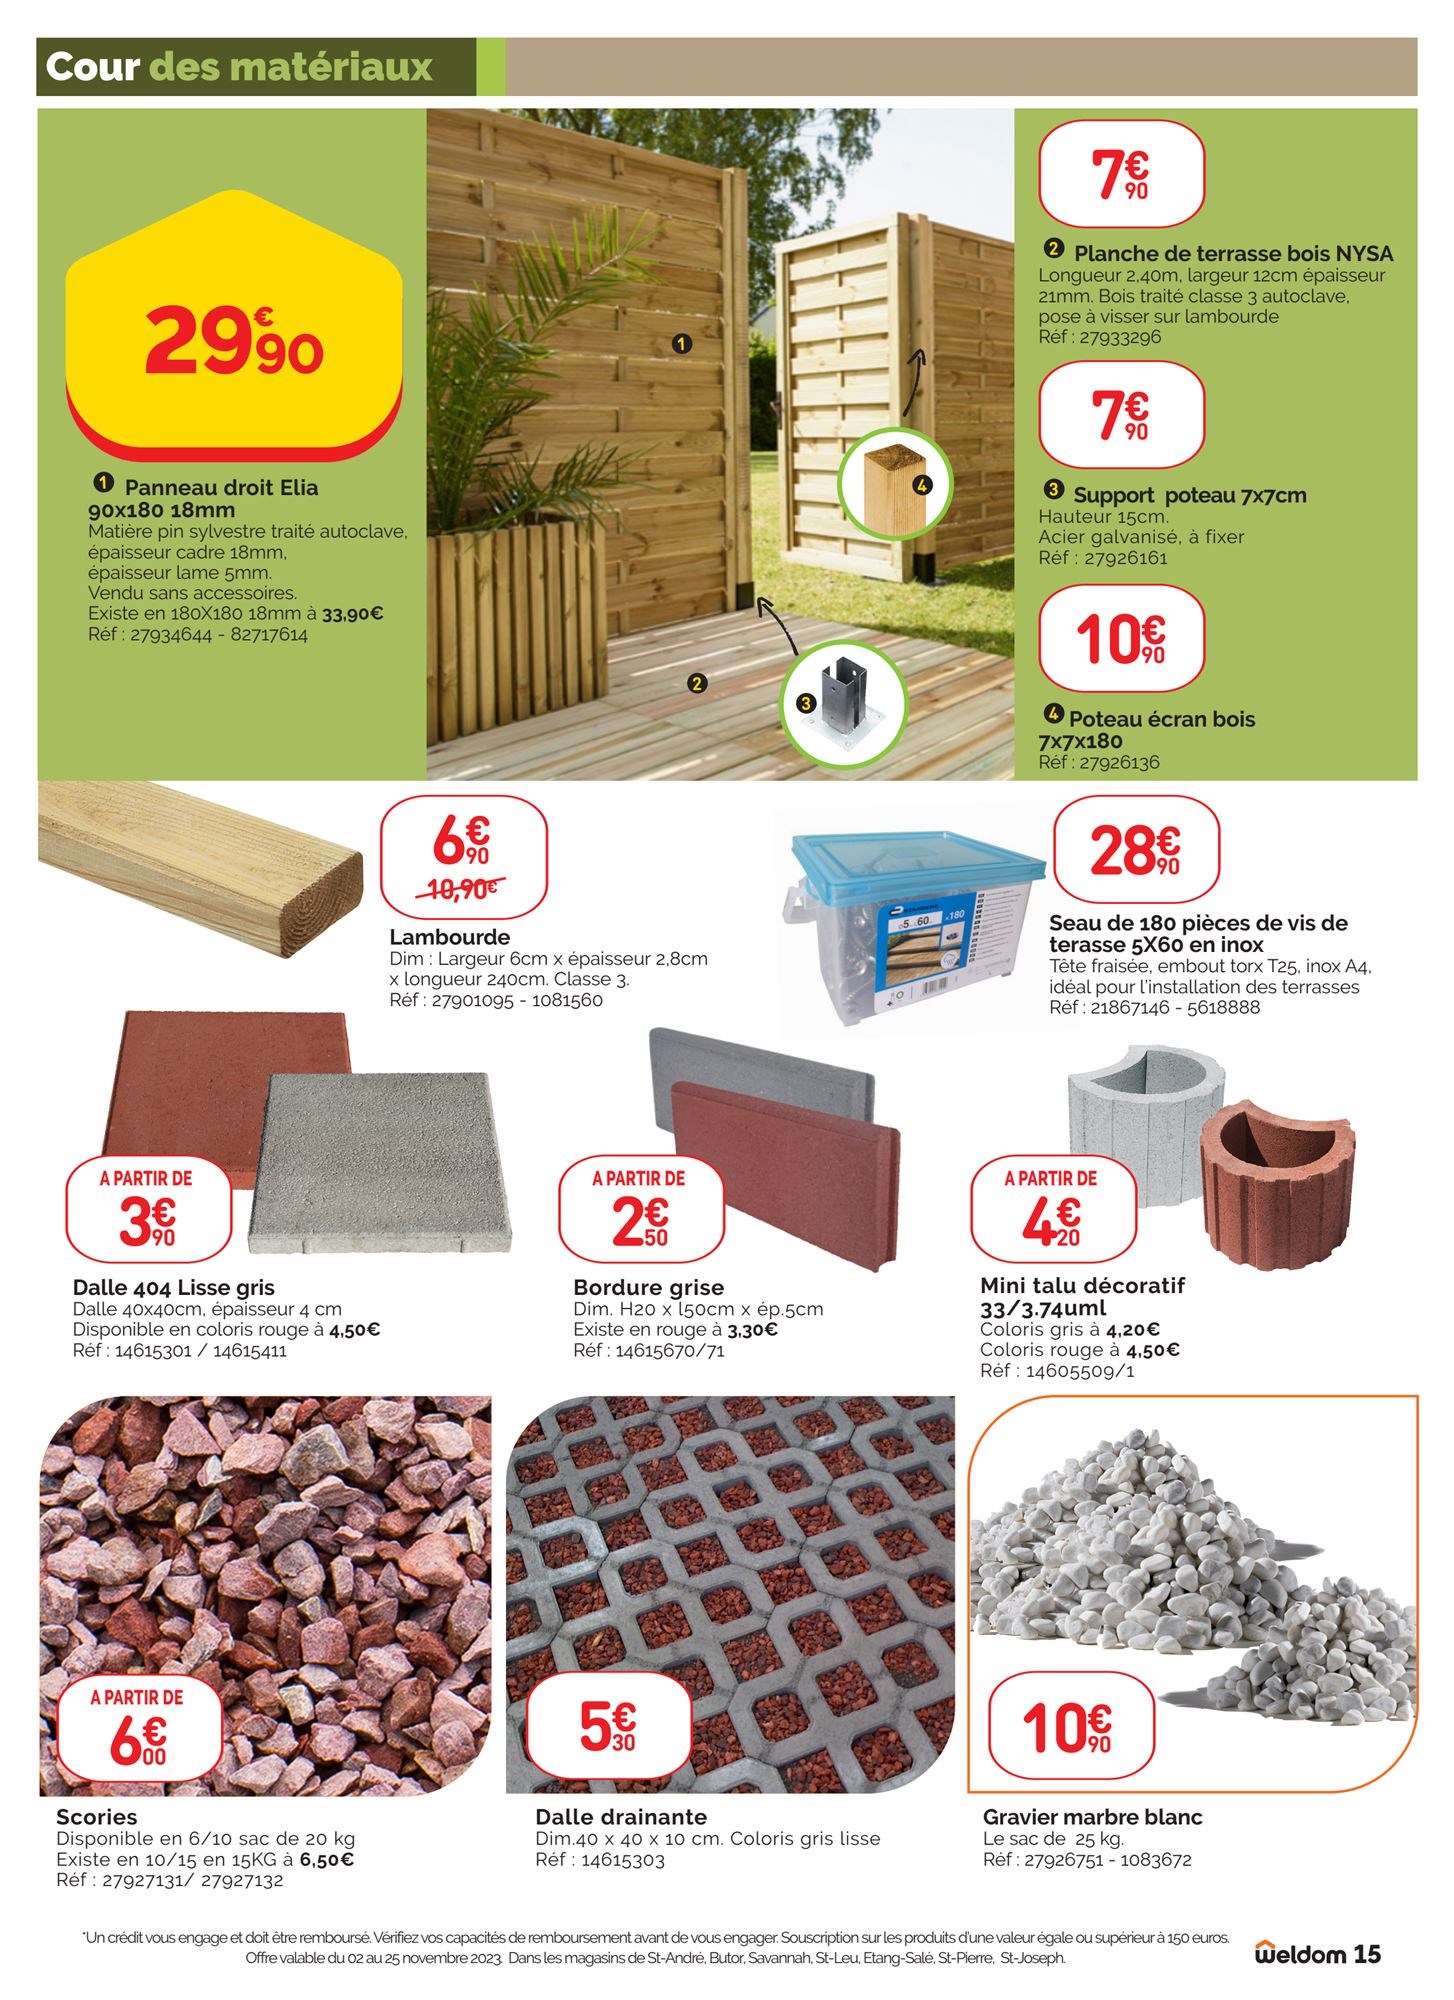 Cour des matériaux
29€90
1 Panneau droit Elia
90x180 18mm
Matière pin sylvestre traité autoclave,
épaisseur cadre 18mm,
épaisseur lame 5mm.
Vendu sans accessoires.
Existe en 180X180 18mm à 33,90€
Réf : 27934644 - 82717614
1
2
3
4
7€90
2 Planche de terrasse bois NYSA
Longueur 2,40m, largeur 12cm épaisseur
21mm. Bois traité classe 3 autoclave,
pose à visser sur lambourde
Réf : 27933296
7€90
3 Support poteau 7x7cm
Hauteur 15cm.
Acier galvanisé, à fixer
Réf : 27926161
10€90
4 Poteau écran bois
7x7x180
Réf : 27926136
6€90
10,90€
Lambourde
Dim : Largeur 6cm x épaisseur 2,8cm
x longueur 240cm. Classe 3.
Réf : 27901095 - 1081560
5 60 x180
28€90
Seau de 180 pièces de vis de
terasse 5X60 en inox
Tête fraisée, embout torx T25, inox A4,
idéal pour l'installation des terrasses
Réf : 21867146 - 5618888
A PARTIR DE
3€90
Dalle 404 Lisse gris
Dalle 40x40cm, épaisseur 4 cm
Disponible en coloris rouge à 4,50€
Réf : 14615301 / 14615411
A PARTIR DE
2€50
Bordure grise
Dim. H20 x l50cm x ép.5cm
Existe en rouge à 3,30€
Réf : 14615670/71
A PARTIR DE
4€20
Mini talu décoratif
33/3.74uml
Coloris gris à 4,20€
Coloris rouge à 4,50€
Réf : 14605509/1
A PARTIR DE
6€00
Scories
Disponible en 6/10 sac de 20 kg
Existe en 10/15 en 15KG à 6,50€
Réf : 27927131/ 27927132
5€30
Dalle drainante
Dim.40 x 40 x 10 cm. Coloris gris lisse
Réf : 14615303
10€90
Gravier marbre blanc
Le sac de 25 kg.
Réf : 27926751 - 1083672
*Un crédit vous engage et doit être remboursé. Vérifiez vos capacités de remboursement avant de vous engager. Souscription sur les produits d'une valeur égale ou supérieur à 150 euros.
Offre valable du 02 au 25 novembre 2023. Dans les magasins de St-André, Butor, Savannah, St-Leu, Etang-Salé, St-Pierre, St-Joseph.
weldom 15